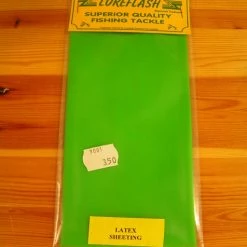 LUREFLASH
SUPERIOR QUALITY
FISHING TACKLE
350
LATEX
SHEETING